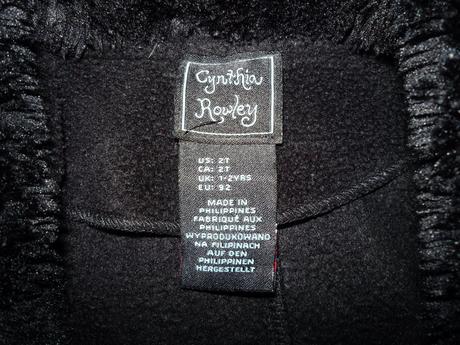 Cynthia
Rowley
US: 2T
CA: 2T
UK: 1-2YRS
EU: 92
MADE IN
PHILIPPINES
FABRIQUÉ AUX
PHILIPPINES
WYPRODUKOWANO
NA FILIPINACH
AUF DEN
PHILIPPINEN
HERGESTELLT